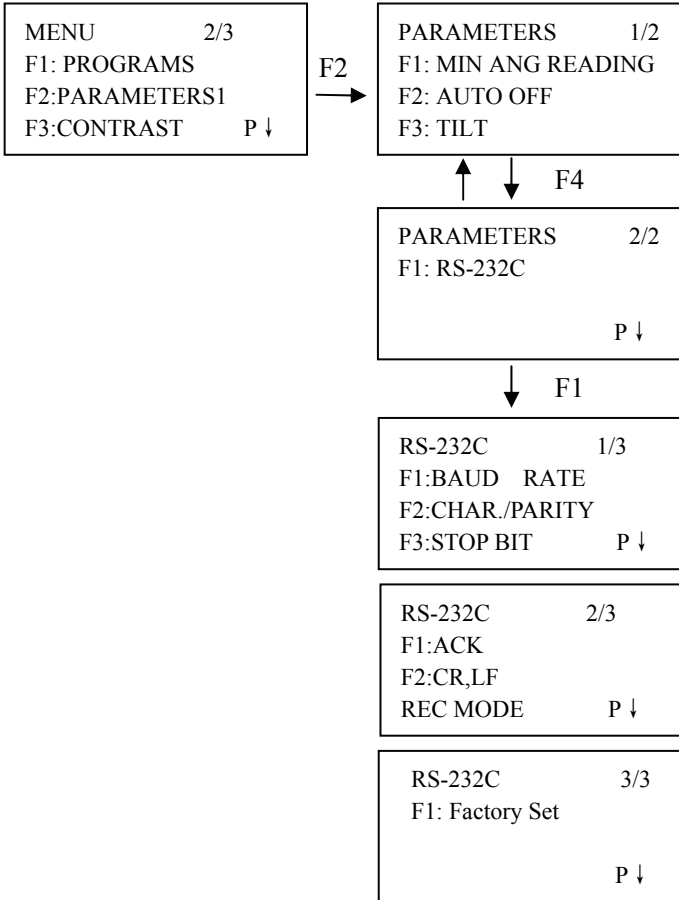 MENU 2/3
F1: PROGRAMS
F2:PARAMETERS1
F3:CONTRAST P↓
F2
PARAMETERS 1/2
F1: MIN ANG READING
F2: AUTO OFF
F3: TILT
F4
PARAMETERS 2/2
F1: RS-232C
P↓
F1
RS-232C 1/3
F1:BAUD RATE
F2:CHAR./PARITY
F3:STOP BIT P↓
RS-232C 2/3
F1:ACK
F2:CR,LF
REC MODE P↓
RS-232C 3/3
F1: Factory Set
P↓